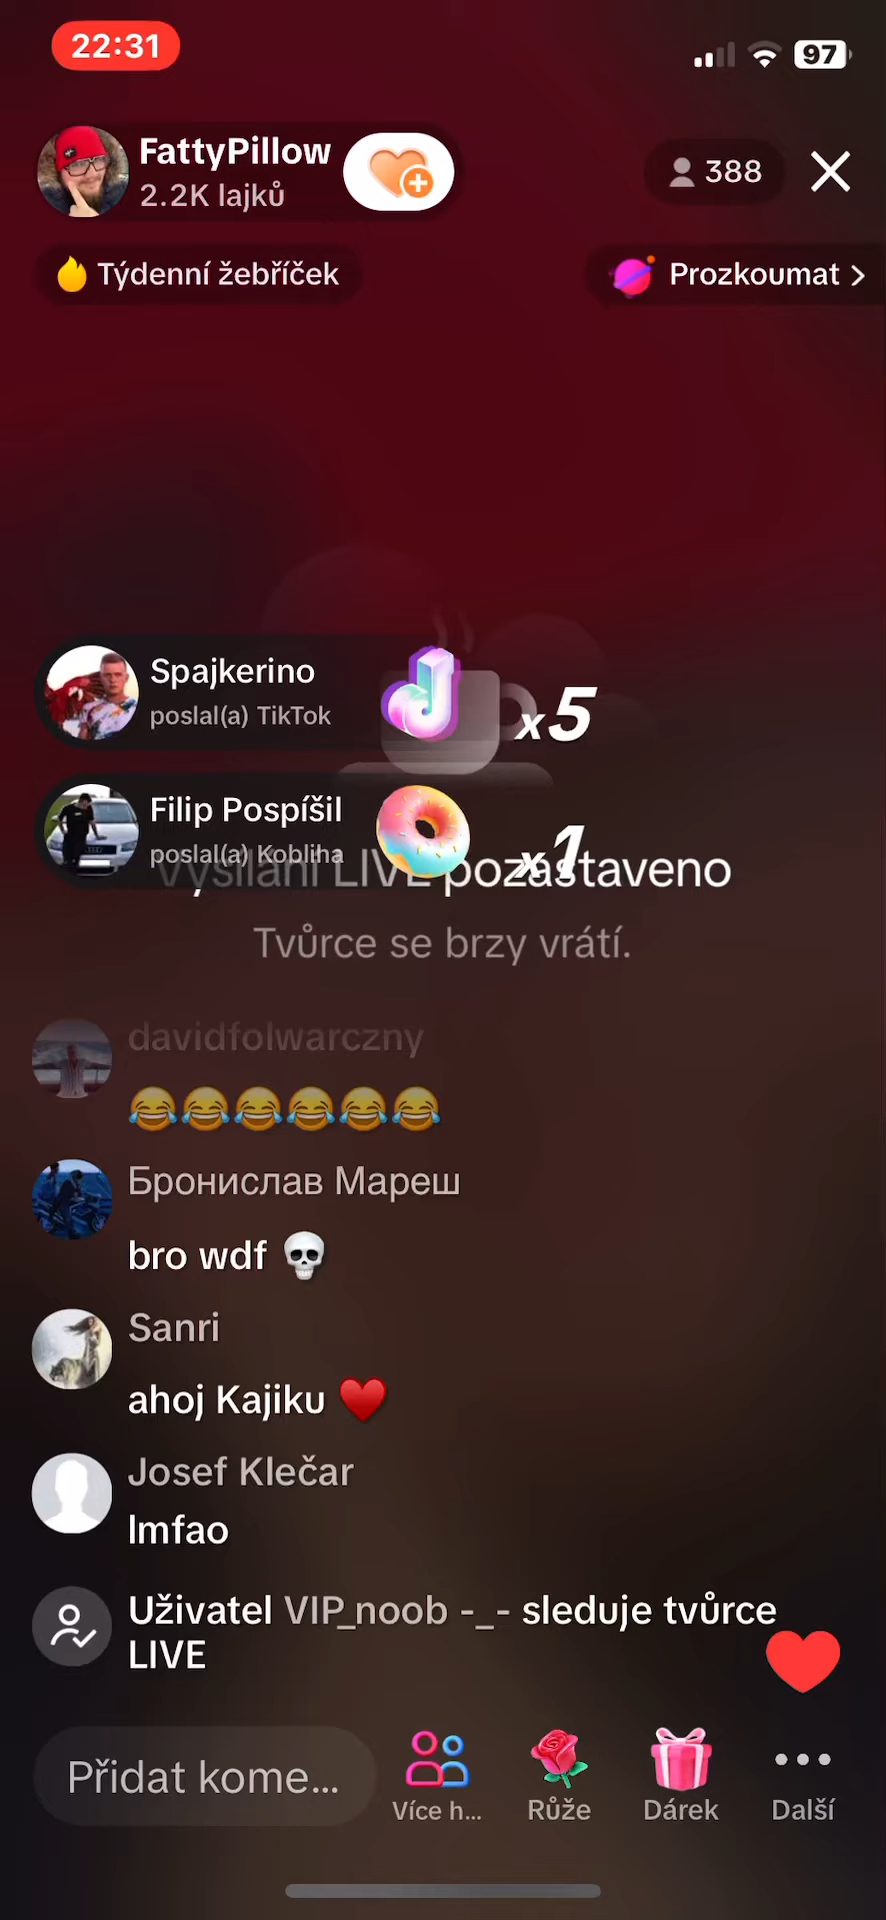 22:31
97
FattyPillow
2.2K lajků
388
Týdenní žebříček
Prozkoumat
Spajkerino
poslal(a) TikTok
x5
Filip Pospíšil
poslal(a) Kobliha
x1
Vysílání LIVE pozastaveno
Tvůrce se brzy vrátí.
davidfolwarczny
😂😂😂😂😂😂
Бронислав Мареш
bro wdf 💀
Sanri
ahoj Kajiku ♥️
Josef Klečar
lmfao
Uživatel VIP_noob -_- sleduje tvůrce
LIVE
Přidat kome...
Více h...
Růže
Dárek
Další